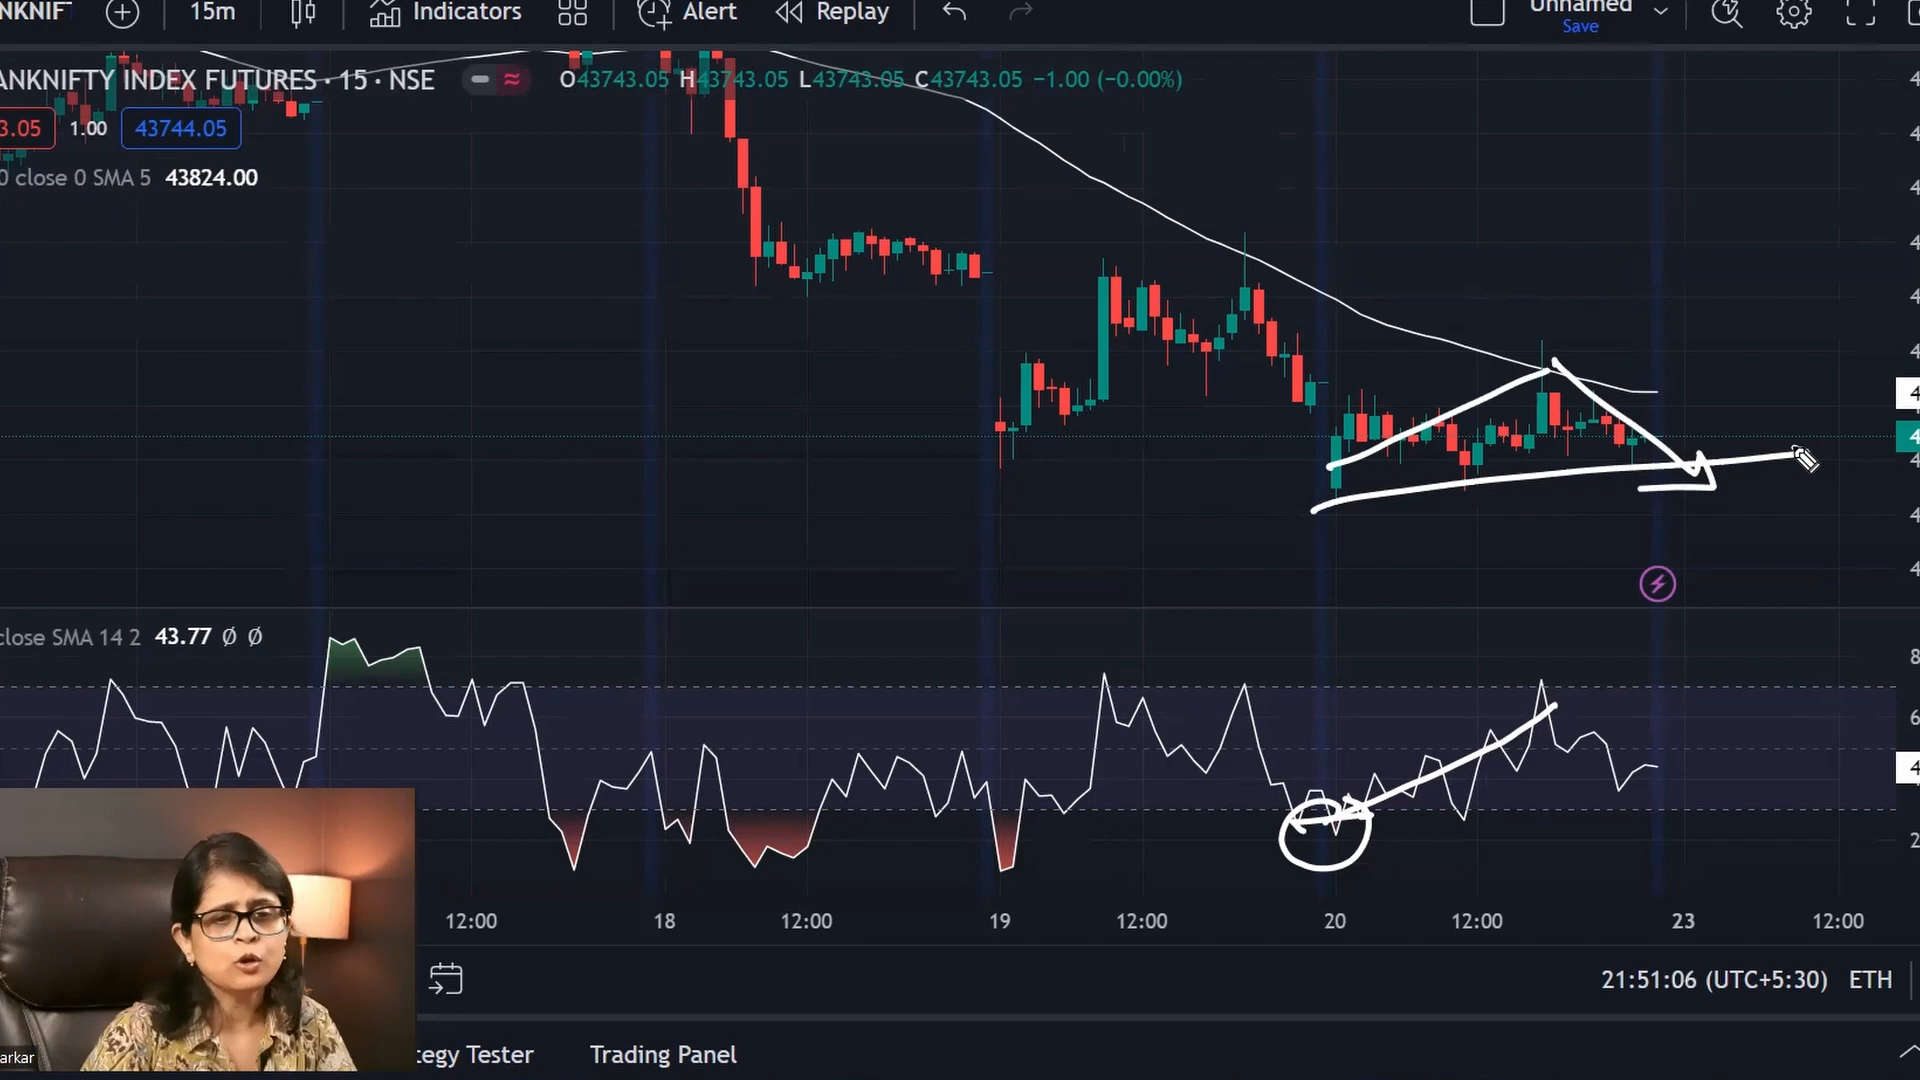 NKNIFT 15m Indicators Alert Replay Unnamed
Save
ANKNIFTY INDEX FUTURES · 15 · NSE O43743.05 H43743.05 L43743.05 C43743.05 −1.00 (−0.00%)
3.05 1.00 43744.05
0 close 0 SMA 5 43824.00
close SMA 14 2 43.77 Ø Ø
12:00 18 12:00 19 12:00 20 12:00 23 12:00
21:51:06 (UTC+5:30) ETH
arkar
tegy Tester Trading Panel